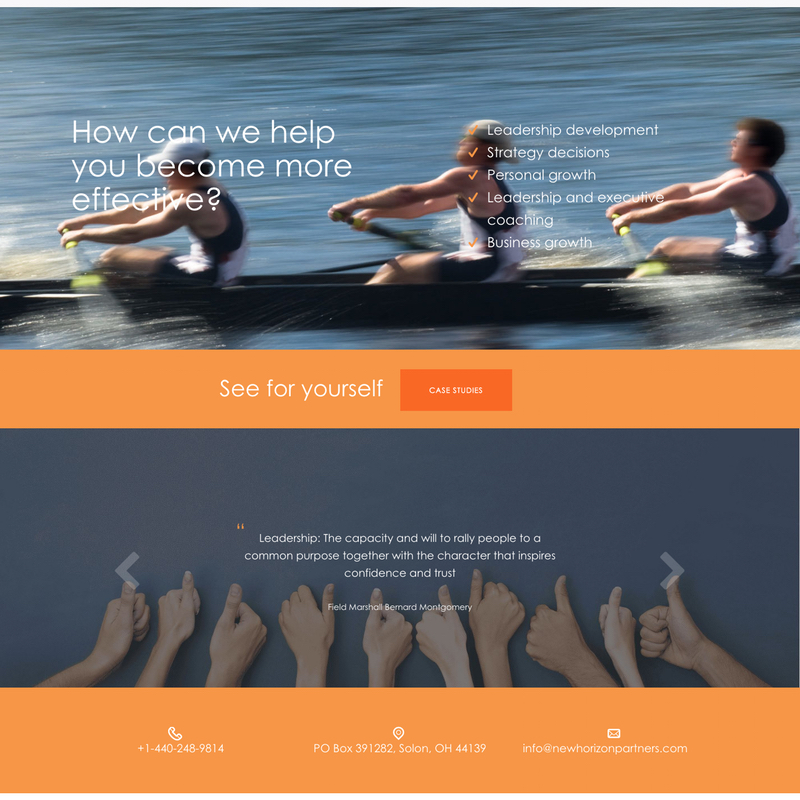 How can we help
you become more
effective?
Leadership development
Strategy decisions
Personal growth
Leadership and executive
coaching
Business growth
See for yourself
CASE STUDIES
“
Leadership: The capacity and will to rally people to a
common purpose together with the character that inspires
confidence and trust
Field Marshall Bernard Montgomery
+1-440-248-9814
PO Box 391282, Solon, OH 44139
info@newhorizonpartners.com